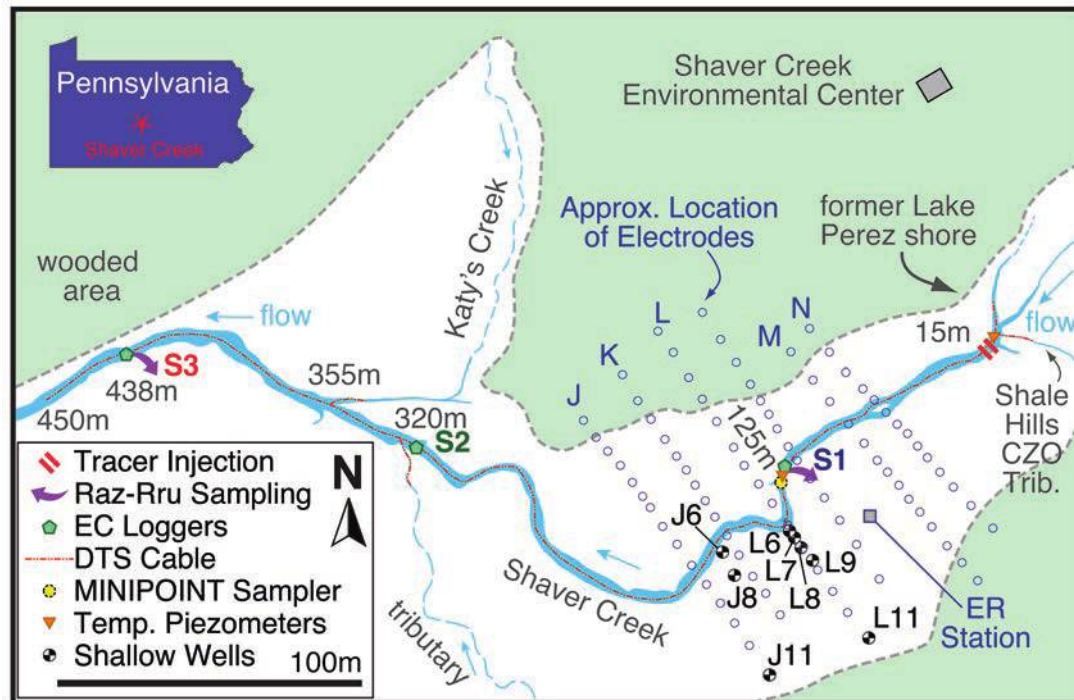 Pennsylvania
Shaver Creek
Shaver Creek
Environmental Center
Katy's Creek
Approx. Location
of Electrodes
former Lake
Perez shore
wooded
area
flow
L
N
M
K
J
15m
flow
S3
438m
450m
355m
320m
S2
125m
S1
Shale
Hills
CZO
Trib.
Tracer Injection
Raz-Rru Sampling
EC Loggers
DTS Cable
MINIPOINT Sampler
Temp. Piezometers
Shallow Wells
100m
N
Shaver Creek
tributary
J6
J8
L6
L7
L8
L9
L11
J11
ER
Station